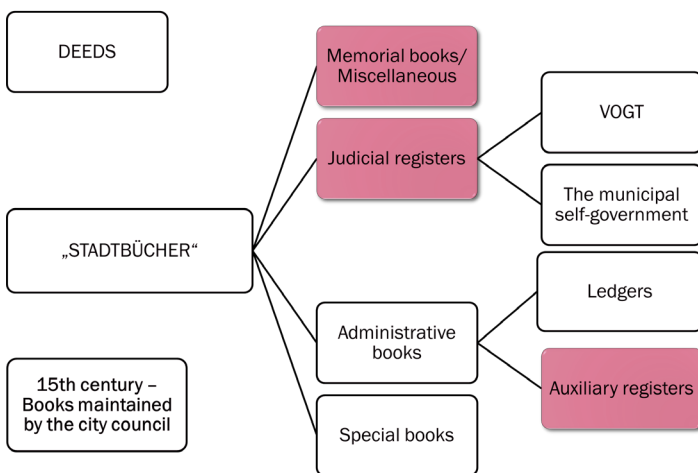 DEEDS
„STADTBÜCHER“
15th century –
Books maintained
by the city council
Memorial books/
Miscellaneous
Judicial registers
Administrative
books
Special books
VOGT
The municipal
self-government
Ledgers
Auxiliary registers